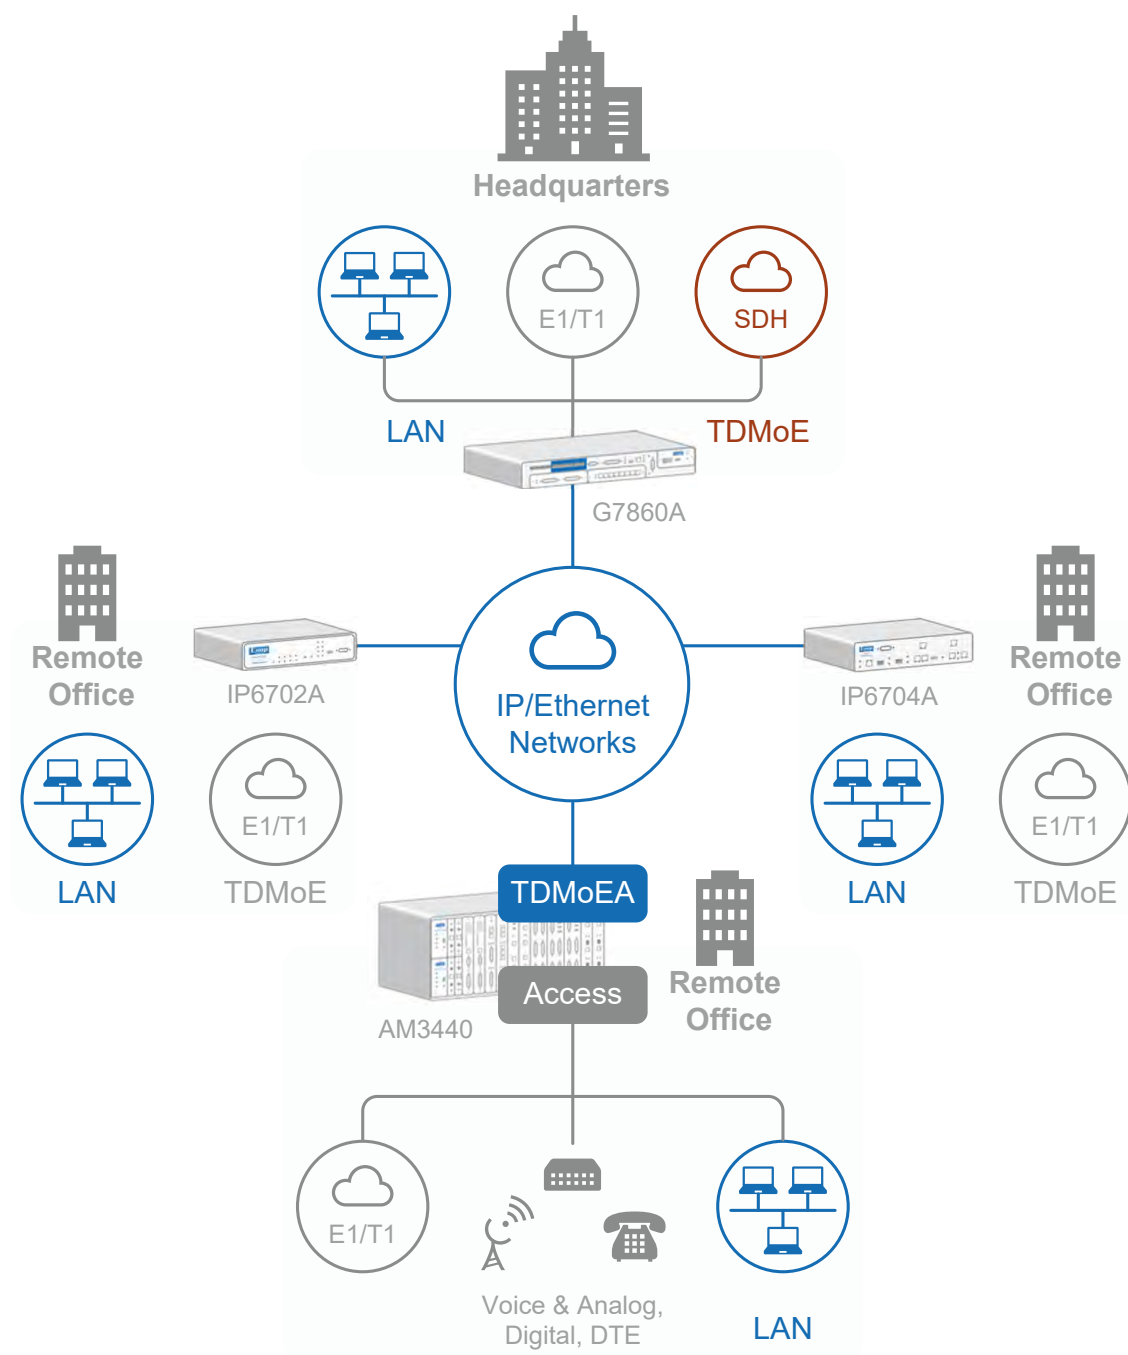 Headquarters
E1/T1
SDH
LAN
TDMoE
G7860A
Remote
Office
IP6702A
IP/Ethernet
Networks
IP6704A
Remote
Office
E1/T1
E1/T1
LAN
TDMoE
LAN
TDMoE
TDMoEA
Access
AM3440
Remote
Office
E1/T1
Voice & Analog,
Digital, DTE
LAN